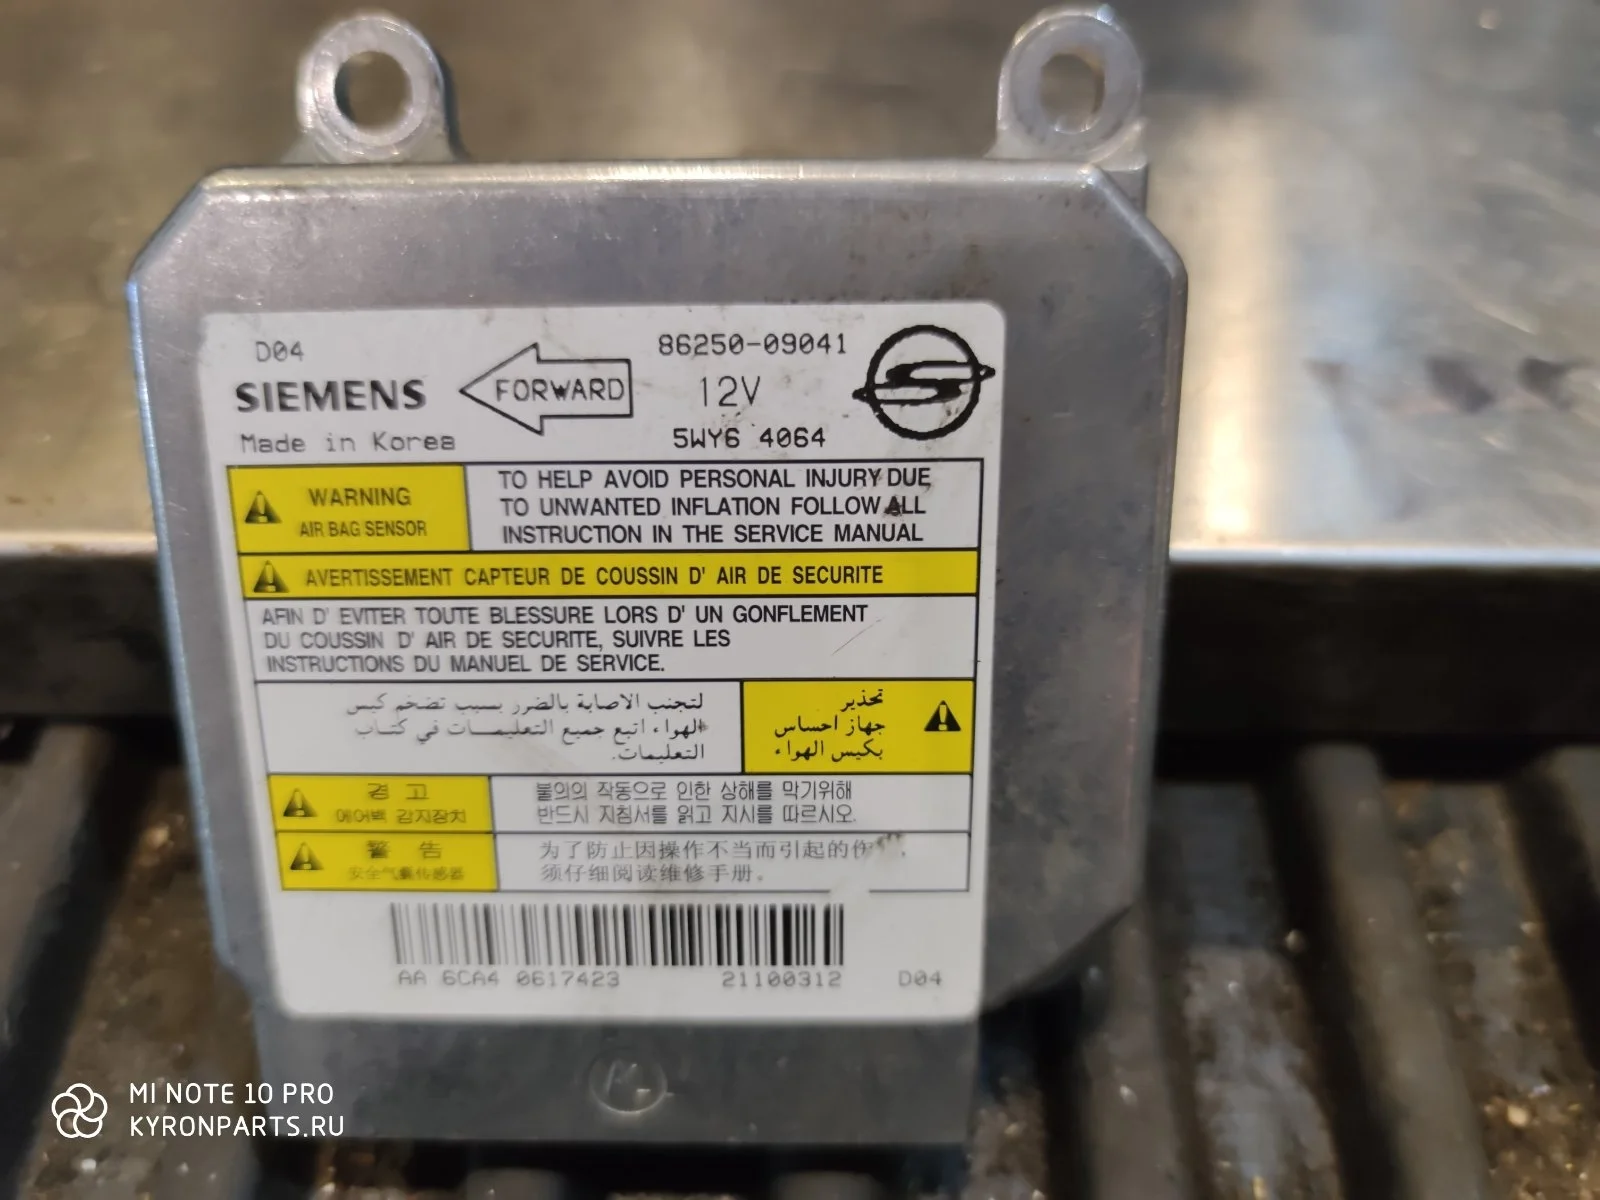 D04
86250-09041
SIEMENS
FORWARD
12V
Made in Korea
5WY6 4064
WARNING
AIR BAG SENSOR
TO HELP AVOID PERSONAL INJURY DUE
TO UNWANTED INFLATION FOLLOW ALL
INSTRUCTION IN THE SERVICE MANUAL
AVERTISSEMENT CAPTEUR DE COUSSIN D' AIR DE SECURITE
AFIN D' EVITER TOUTE BLESSURE LORS D' UN GONFLEMENT
DU COUSSIN D' AIR DE SECURITE, SUIVRE LES
INSTRUCTIONS DU MANUEL DE SERVICE.
تحذير
جهاز احساس
بكيس الهواء
لتجنب الاصابة بالضرر بسبب تضخم كيس
الهواء اتبع جميع التعليمات في كتاب
التعليمات.
경 고
에어백 감지장치
불의의 작동으로 인한 상해를 막기위해
반드시 지침서를 읽고 지시를 따르시오.
警 告
安全气囊传感器
为了防止因操作不当而引起的
须仔细阅读维修手册。
AA 6CA4 0617423
21100312
D04
MI NOTE 10 PRO
KYRONPARTS.RU